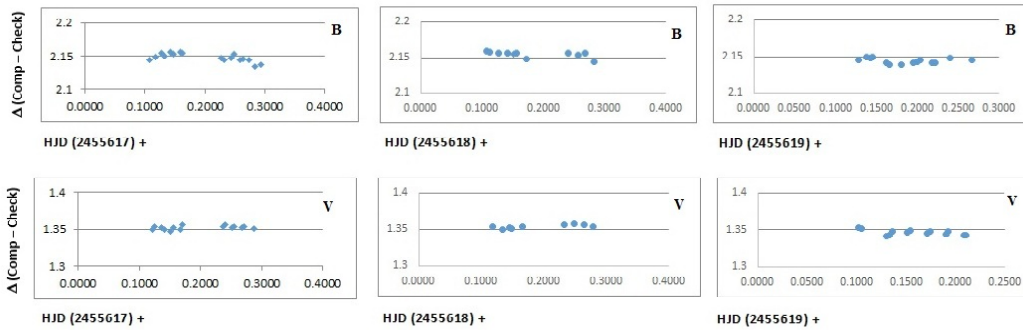 Δ (Comp – Check)
2.2
2.15
2.1
B
0.0000 0.1000 0.2000 0.3000 0.4000
HJD (2455617) +
2.2
2.15
2.1
B
0.0000 0.1000 0.2000 0.3000 0.4000
HJD (2455618) +
2.2
2.15
2.1
B
0.0000 0.0500 0.1000 0.1500 0.2000 0.2500 0.3000
HJD (2455619) +
Δ (Comp – Check)
1.4
1.35
1.3
V
0.0000 0.1000 0.2000 0.3000 0.4000
HJD (2455617) +
1.4
1.35
1.3
V
0.0000 0.1000 0.2000 0.3000 0.4000
HJD (2455618) +
1.4
1.35
1.3
V
0.0000 0.0500 0.1000 0.1500 0.2000 0.2500
HJD (2455619) +